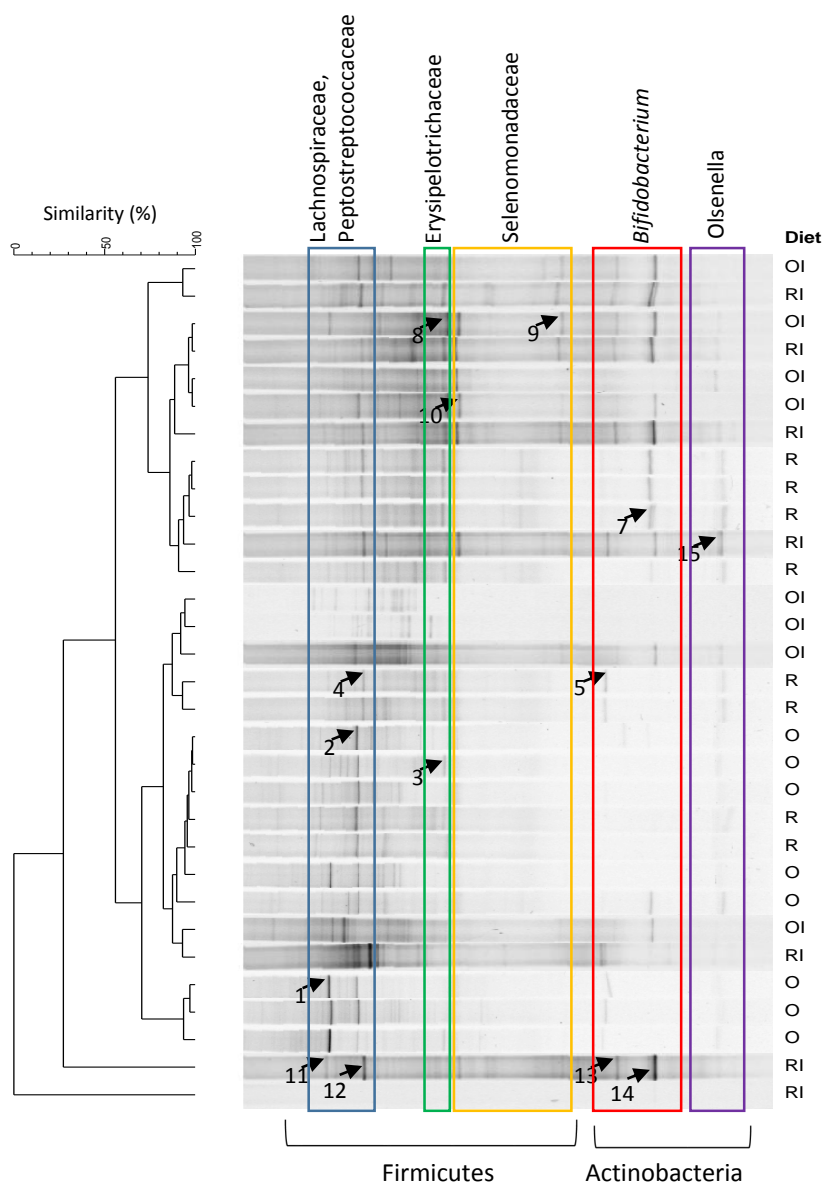 Lachnospiraceae,
Peptostreptococcaceae
Erysipelotrichaceae
Selenomonadaceae
Bifidobacterium
Olsenella
Similarity (%)
0
50
100
Diet
OI
RI
OI
8
9
RI
OI
OI
10
RI
R
R
R
7
RI
15
R
OI
OI
OI
R
4
5
R
O
2
O
3
O
R
R
O
O
OI
RI
O
1
O
O
RI
11
12
13
14
RI
Firmicutes
Actinobacteria